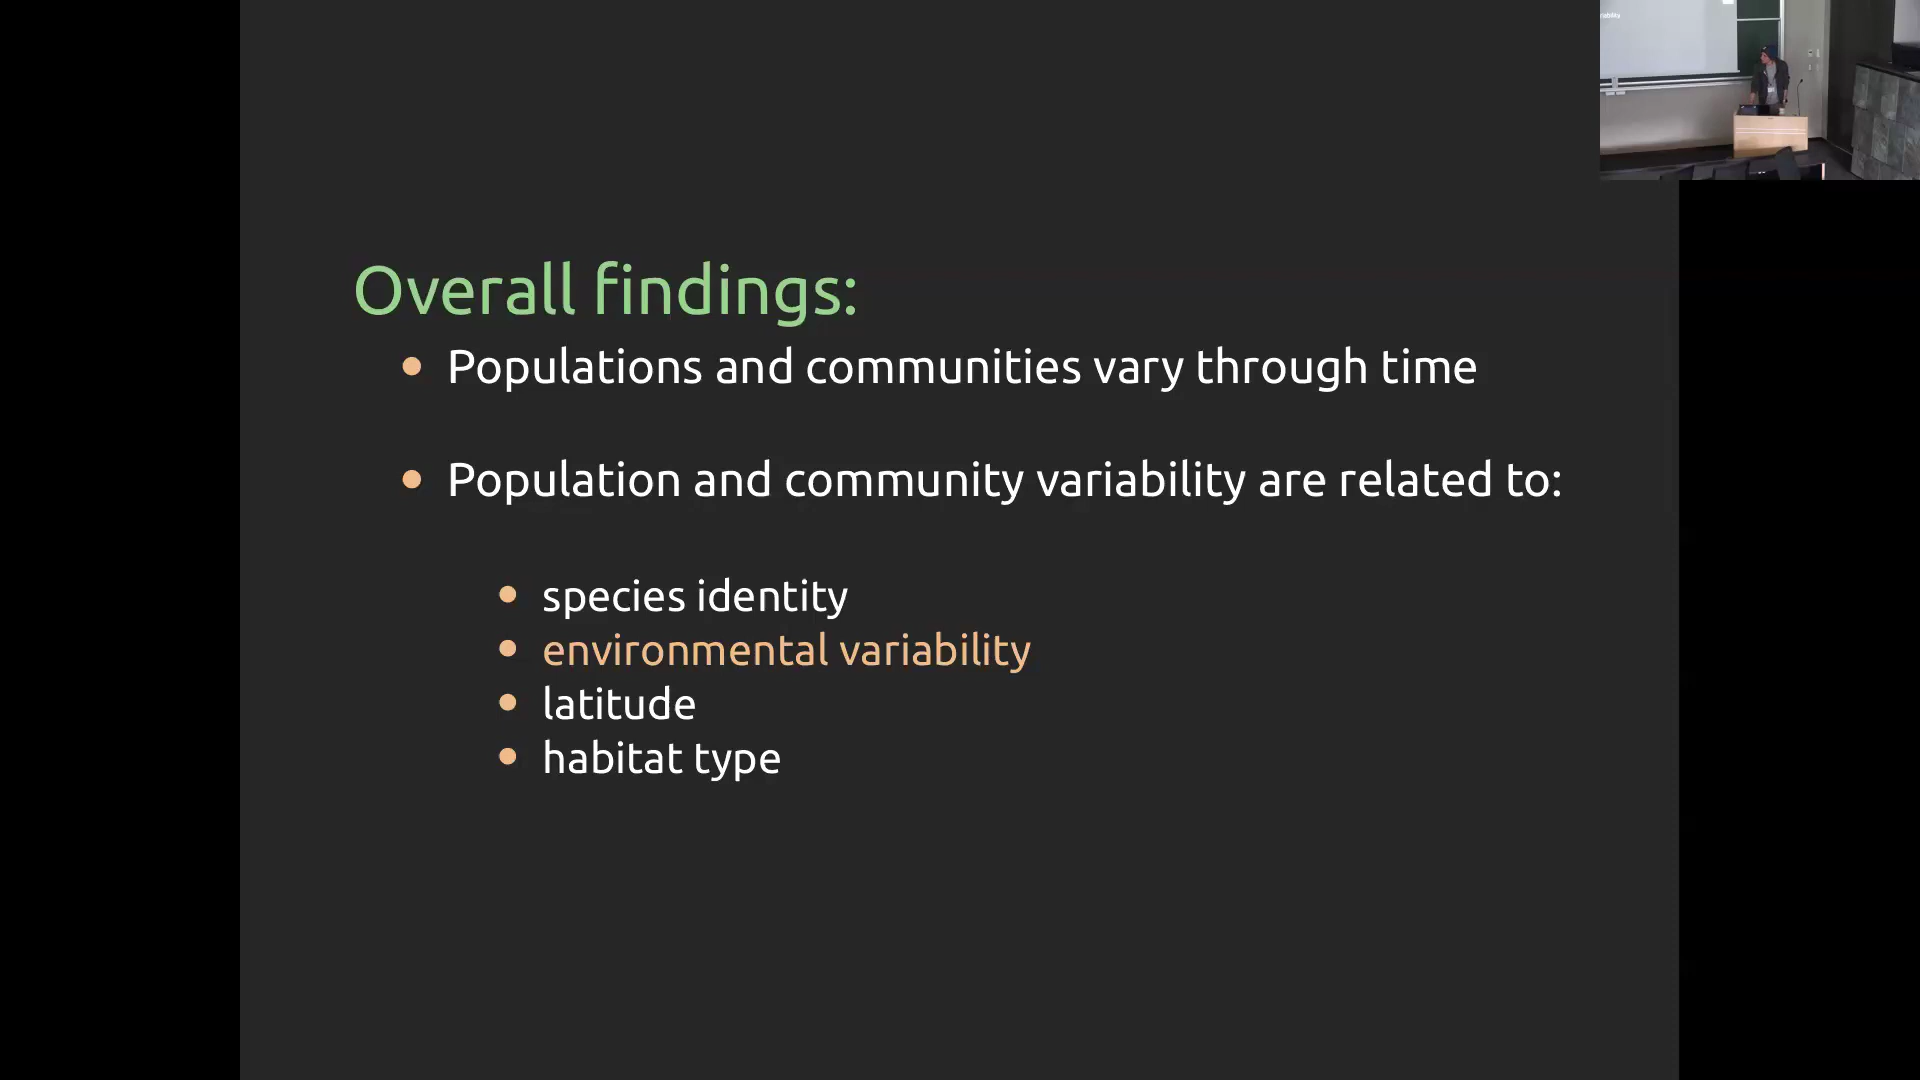 Overall findings:
Populations and communities vary through time
Population and community variability are related to:
species identity
environmental variability
latitude
habitat type